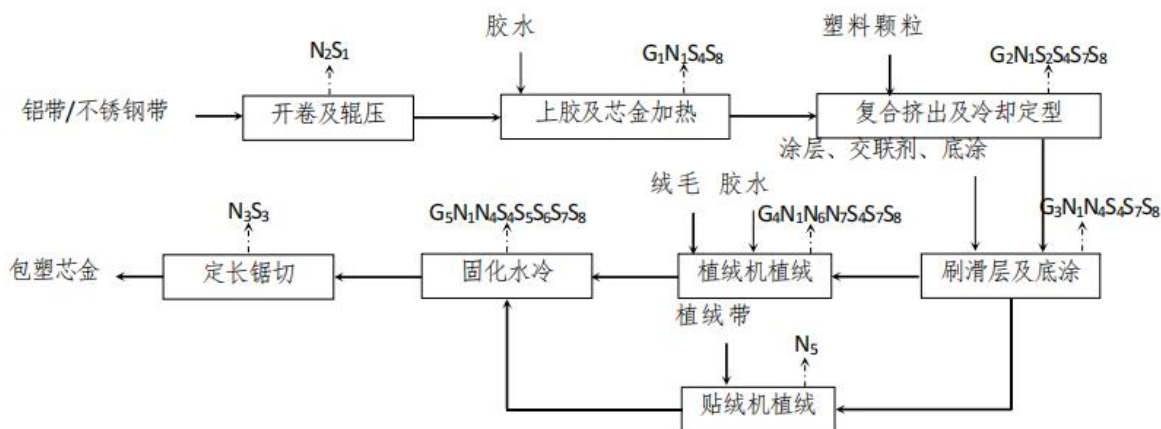 胶水
塑料颗粒
N₂S₁
G₁N₁S₄S₈
G₂N₁S₂S₄S₇S₈
铝带/不锈钢带
开卷及辊压
上胶及芯金加热
复合挤出及冷却定型
涂层、交联剂、底涂
绒毛 胶水
N₃S₃
G₅N₁N₄S₄S₅S₆S₇S₈
G₄N₁N₆N₇S₄S₇S₈
G₃N₁N₄S₄S₇S₈
包塑芯金
定长锯切
固化水冷
植绒机植绒
刷滑层及底涂
植绒带
N₅
贴绒机植绒